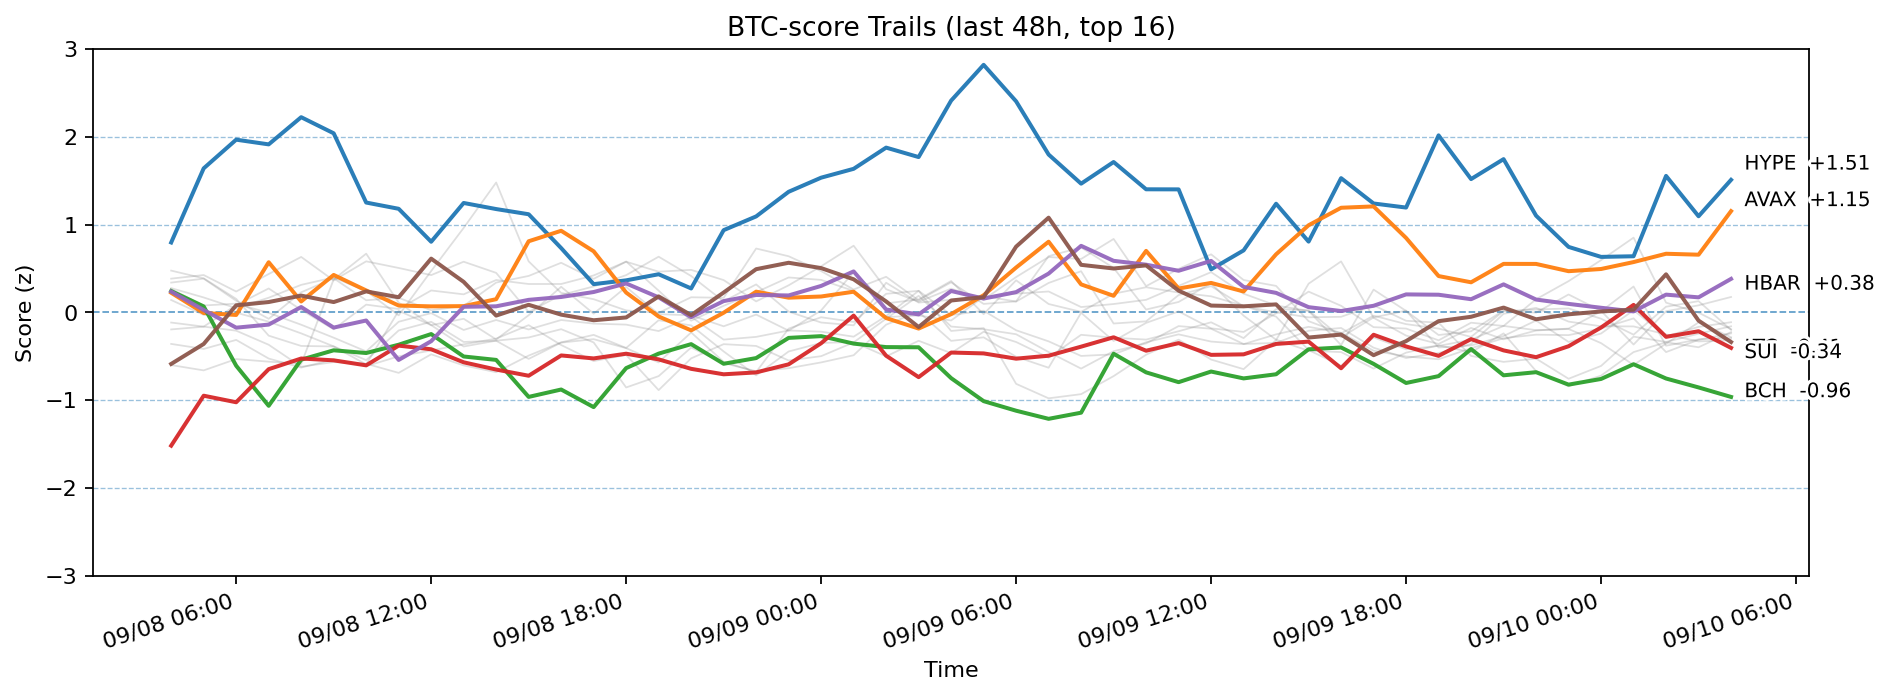 BTC-score Trails (last 48h, top 16)
Score (z)
3
2
1
0
−1
−2
−3
HYPE +1.51
AVAX +1.15
HBAR +0.38
SUI -0.34
BCH -0.96
09/08 06:00
09/08 12:00
09/08 18:00
09/09 00:00
09/09 06:00
09/09 12:00
09/09 18:00
09/10 00:00
09/10 06:00
Time